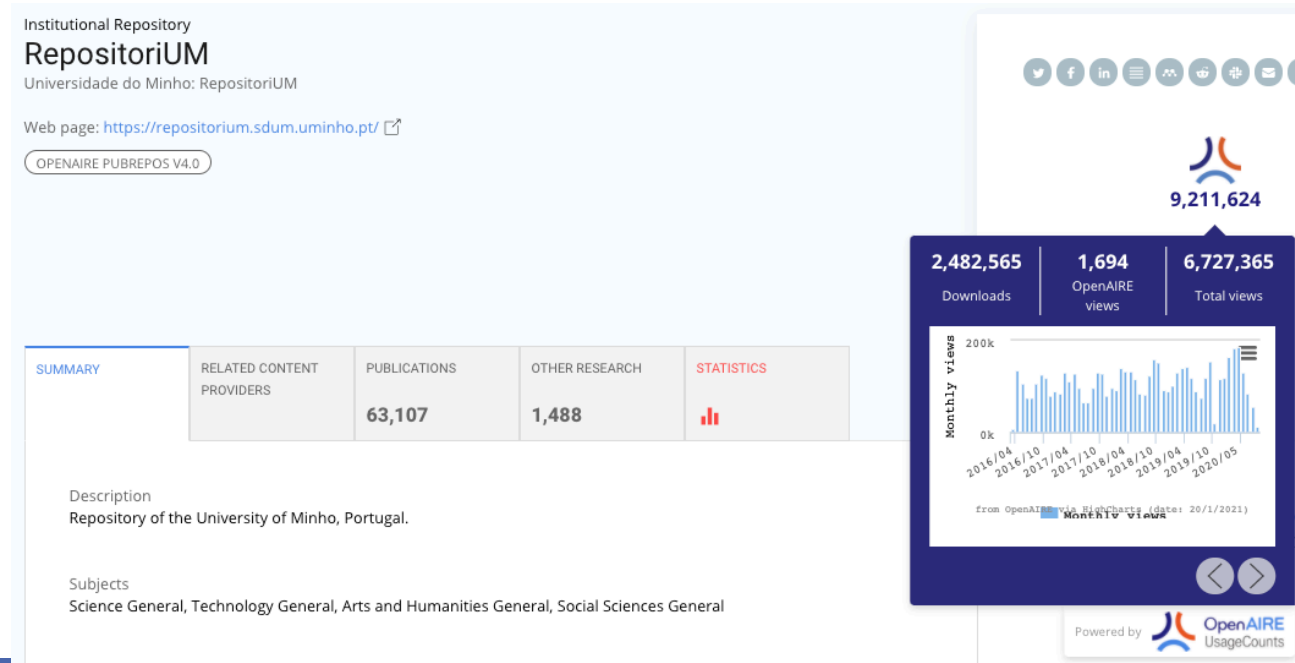 Institutional Repository
RepositoriUM
Universidade do Minho: RepositoriUM
Web page: https://repositorium.sdum.uminho.pt/
OPENAIRE PUBREPOS V4.0
9,211,624
2,482,565
Downloads
1,694
OpenAIRE
views
6,727,365
Total views
Monthly views
200k
0k
2016/04
2016/10
2017/04
2017/10
2018/04
2018/10
2019/04
2019/10
2020/05
from OpenAIRE via HighCharts (date: 20/1/2021)
Monthly views
SUMMARY
RELATED CONTENT
PROVIDERS
PUBLICATIONS
63,107
OTHER RESEARCH
1,488
STATISTICS
Description
Repository of the University of Minho, Portugal.
Subjects
Science General, Technology General, Arts and Humanities General, Social Sciences General
Powered by
OpenAIRE
UsageCounts